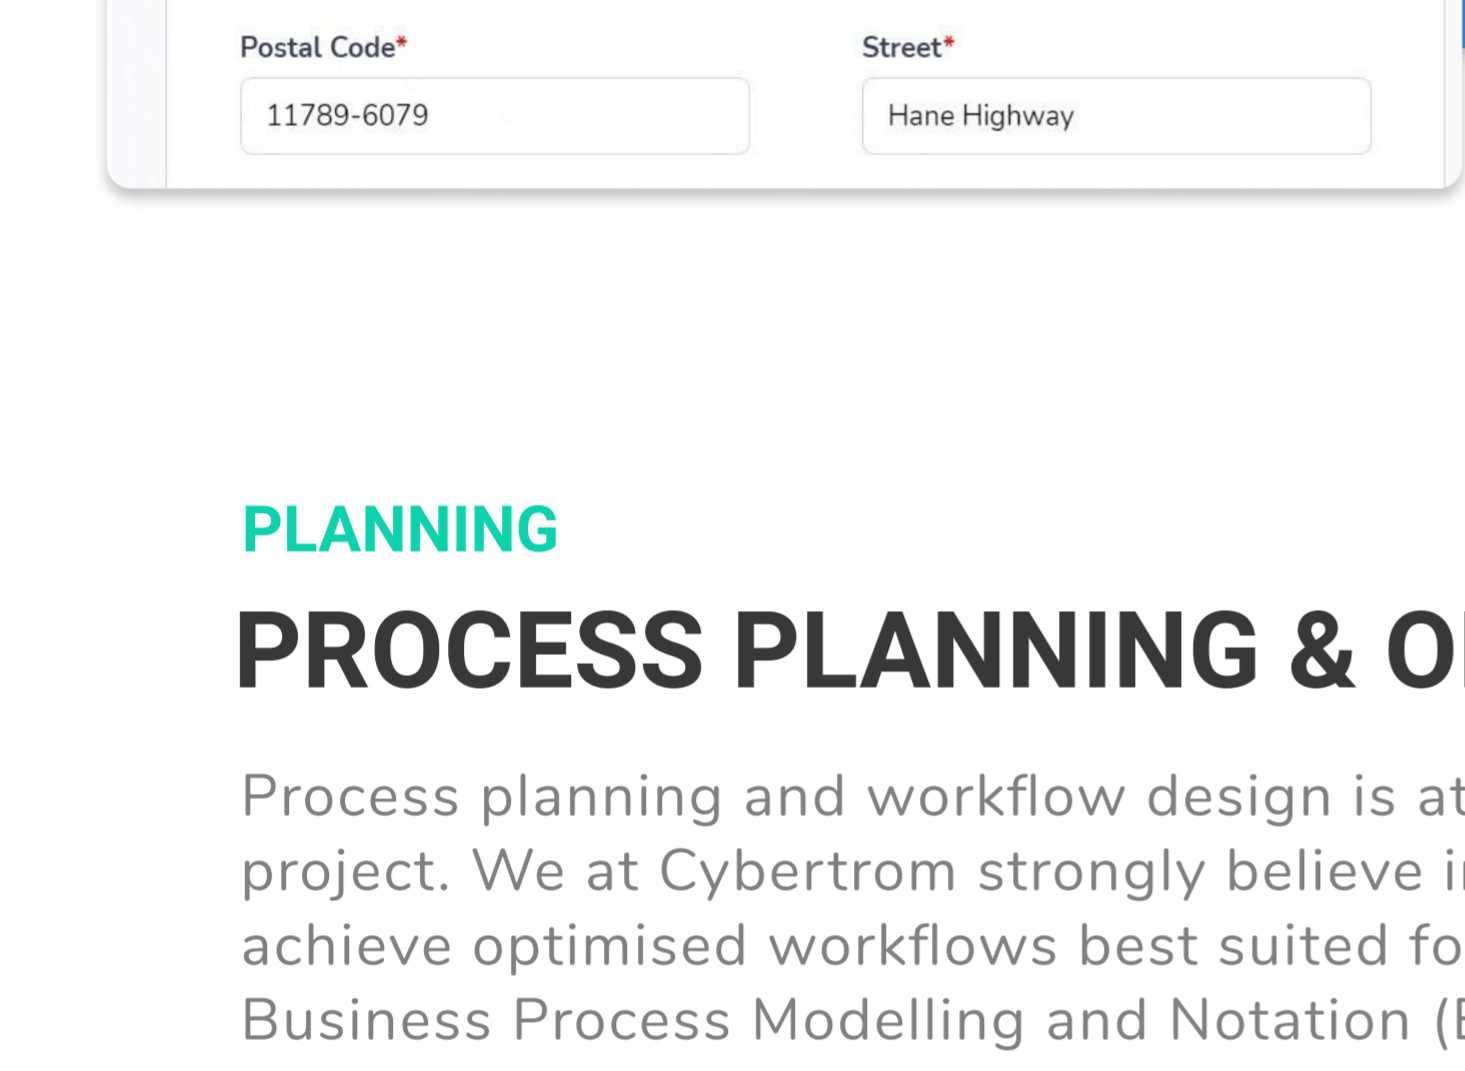 Postal Code* Street*
11789-6079 Hane Highway
PLANNING
PROCESS PLANNING & O
Process planning and workflow design is at
project. We at Cybertrom strongly believe
achieve optimised workflows best suited fo
Business Process Modelling and Notation (